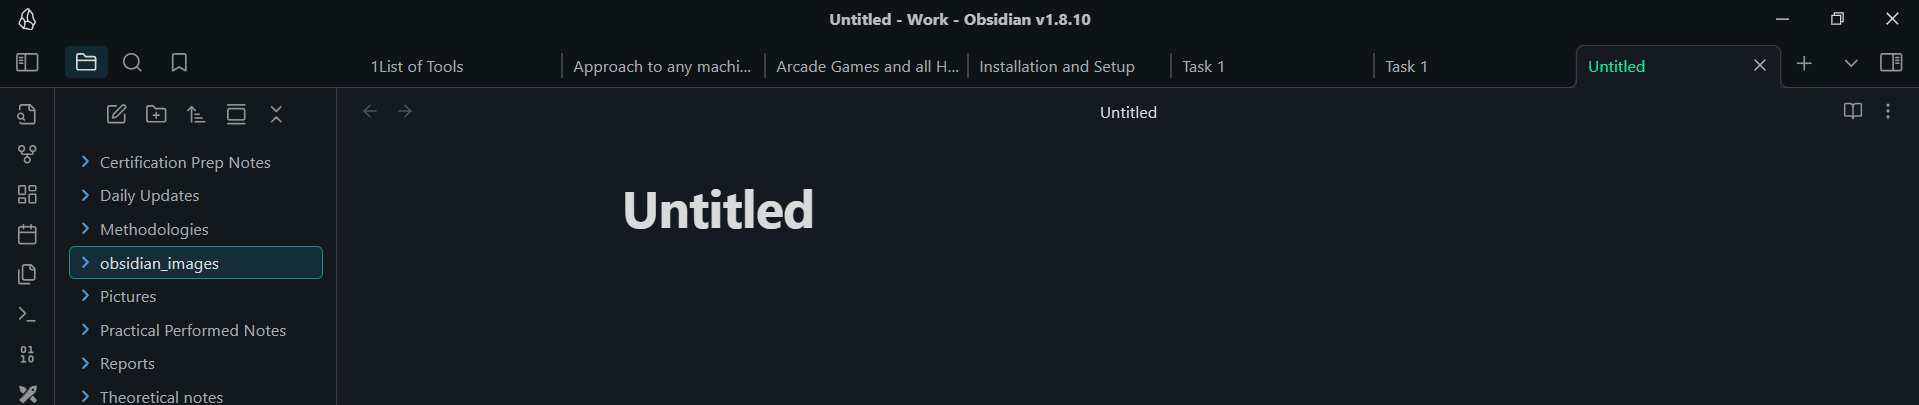 Untitled - Work - Obsidian v1.8.10
1List of Tools
Approach to any machi...
Arcade Games and all H...
Installation and Setup
Task 1
Task 1
Untitled
Untitled
Certification Prep Notes
Daily Updates
Methodologies
obsidian_images
Pictures
Practical Performed Notes
Reports
Theoretical notes
Untitled
01
10